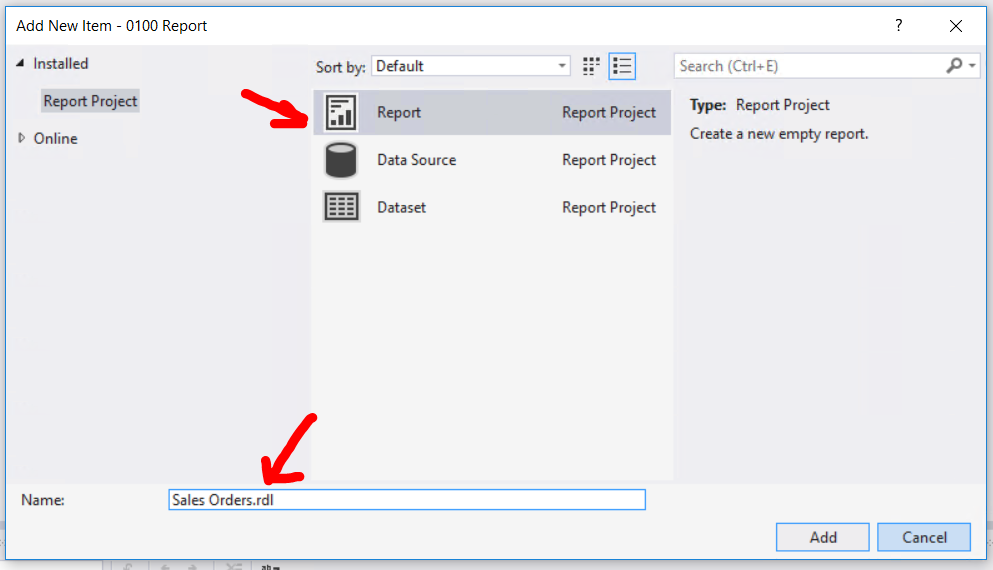 Add New Item - 0100 Report
?
Installed
Report Project
Online
Sort by: Default
Search (Ctrl+E)
Report Report Project
Data Source Report Project
Dataset Report Project
Type: Report Project
Create a new empty report.
Name: Sales Orders.rdl
Add Cancel